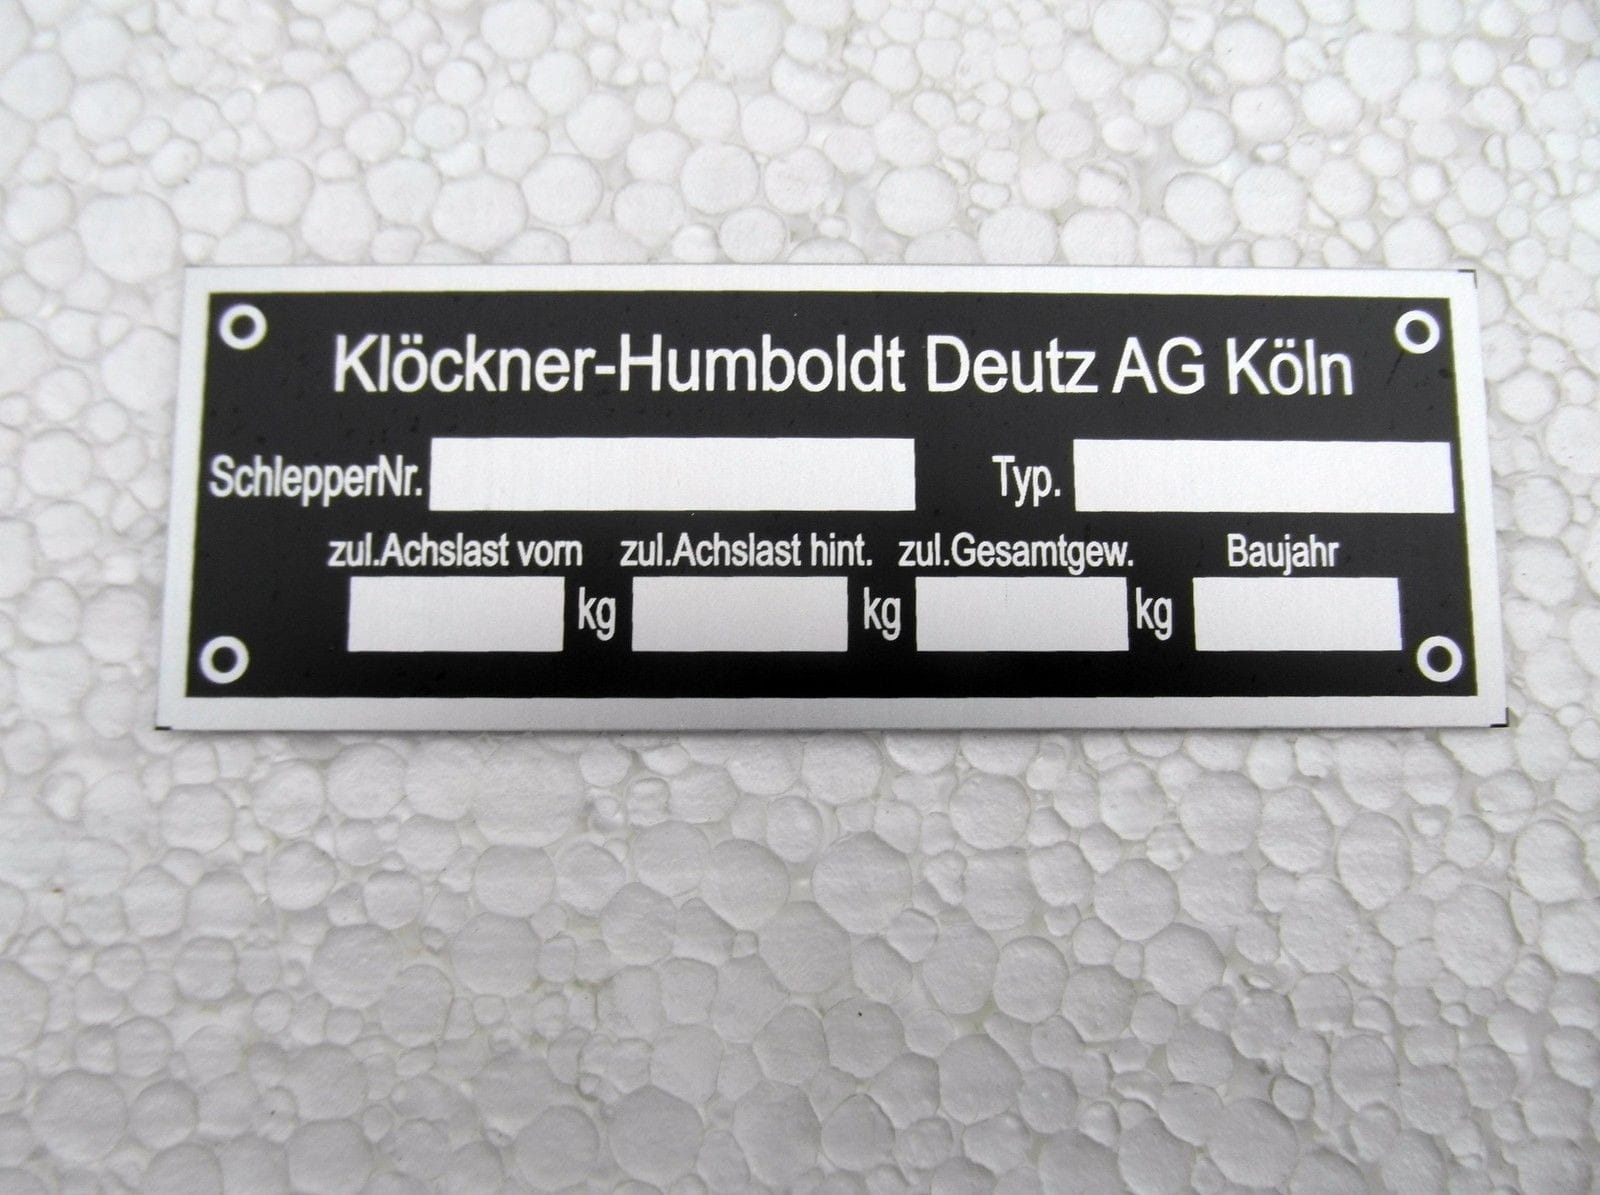 Klöckner-Humboldt Deutz AG Köln
SchlepperNr. Typ.
zul.Achslast vorn zul.Achslast hint. zul.Gesamtgew. Baujahr
kg kg kg